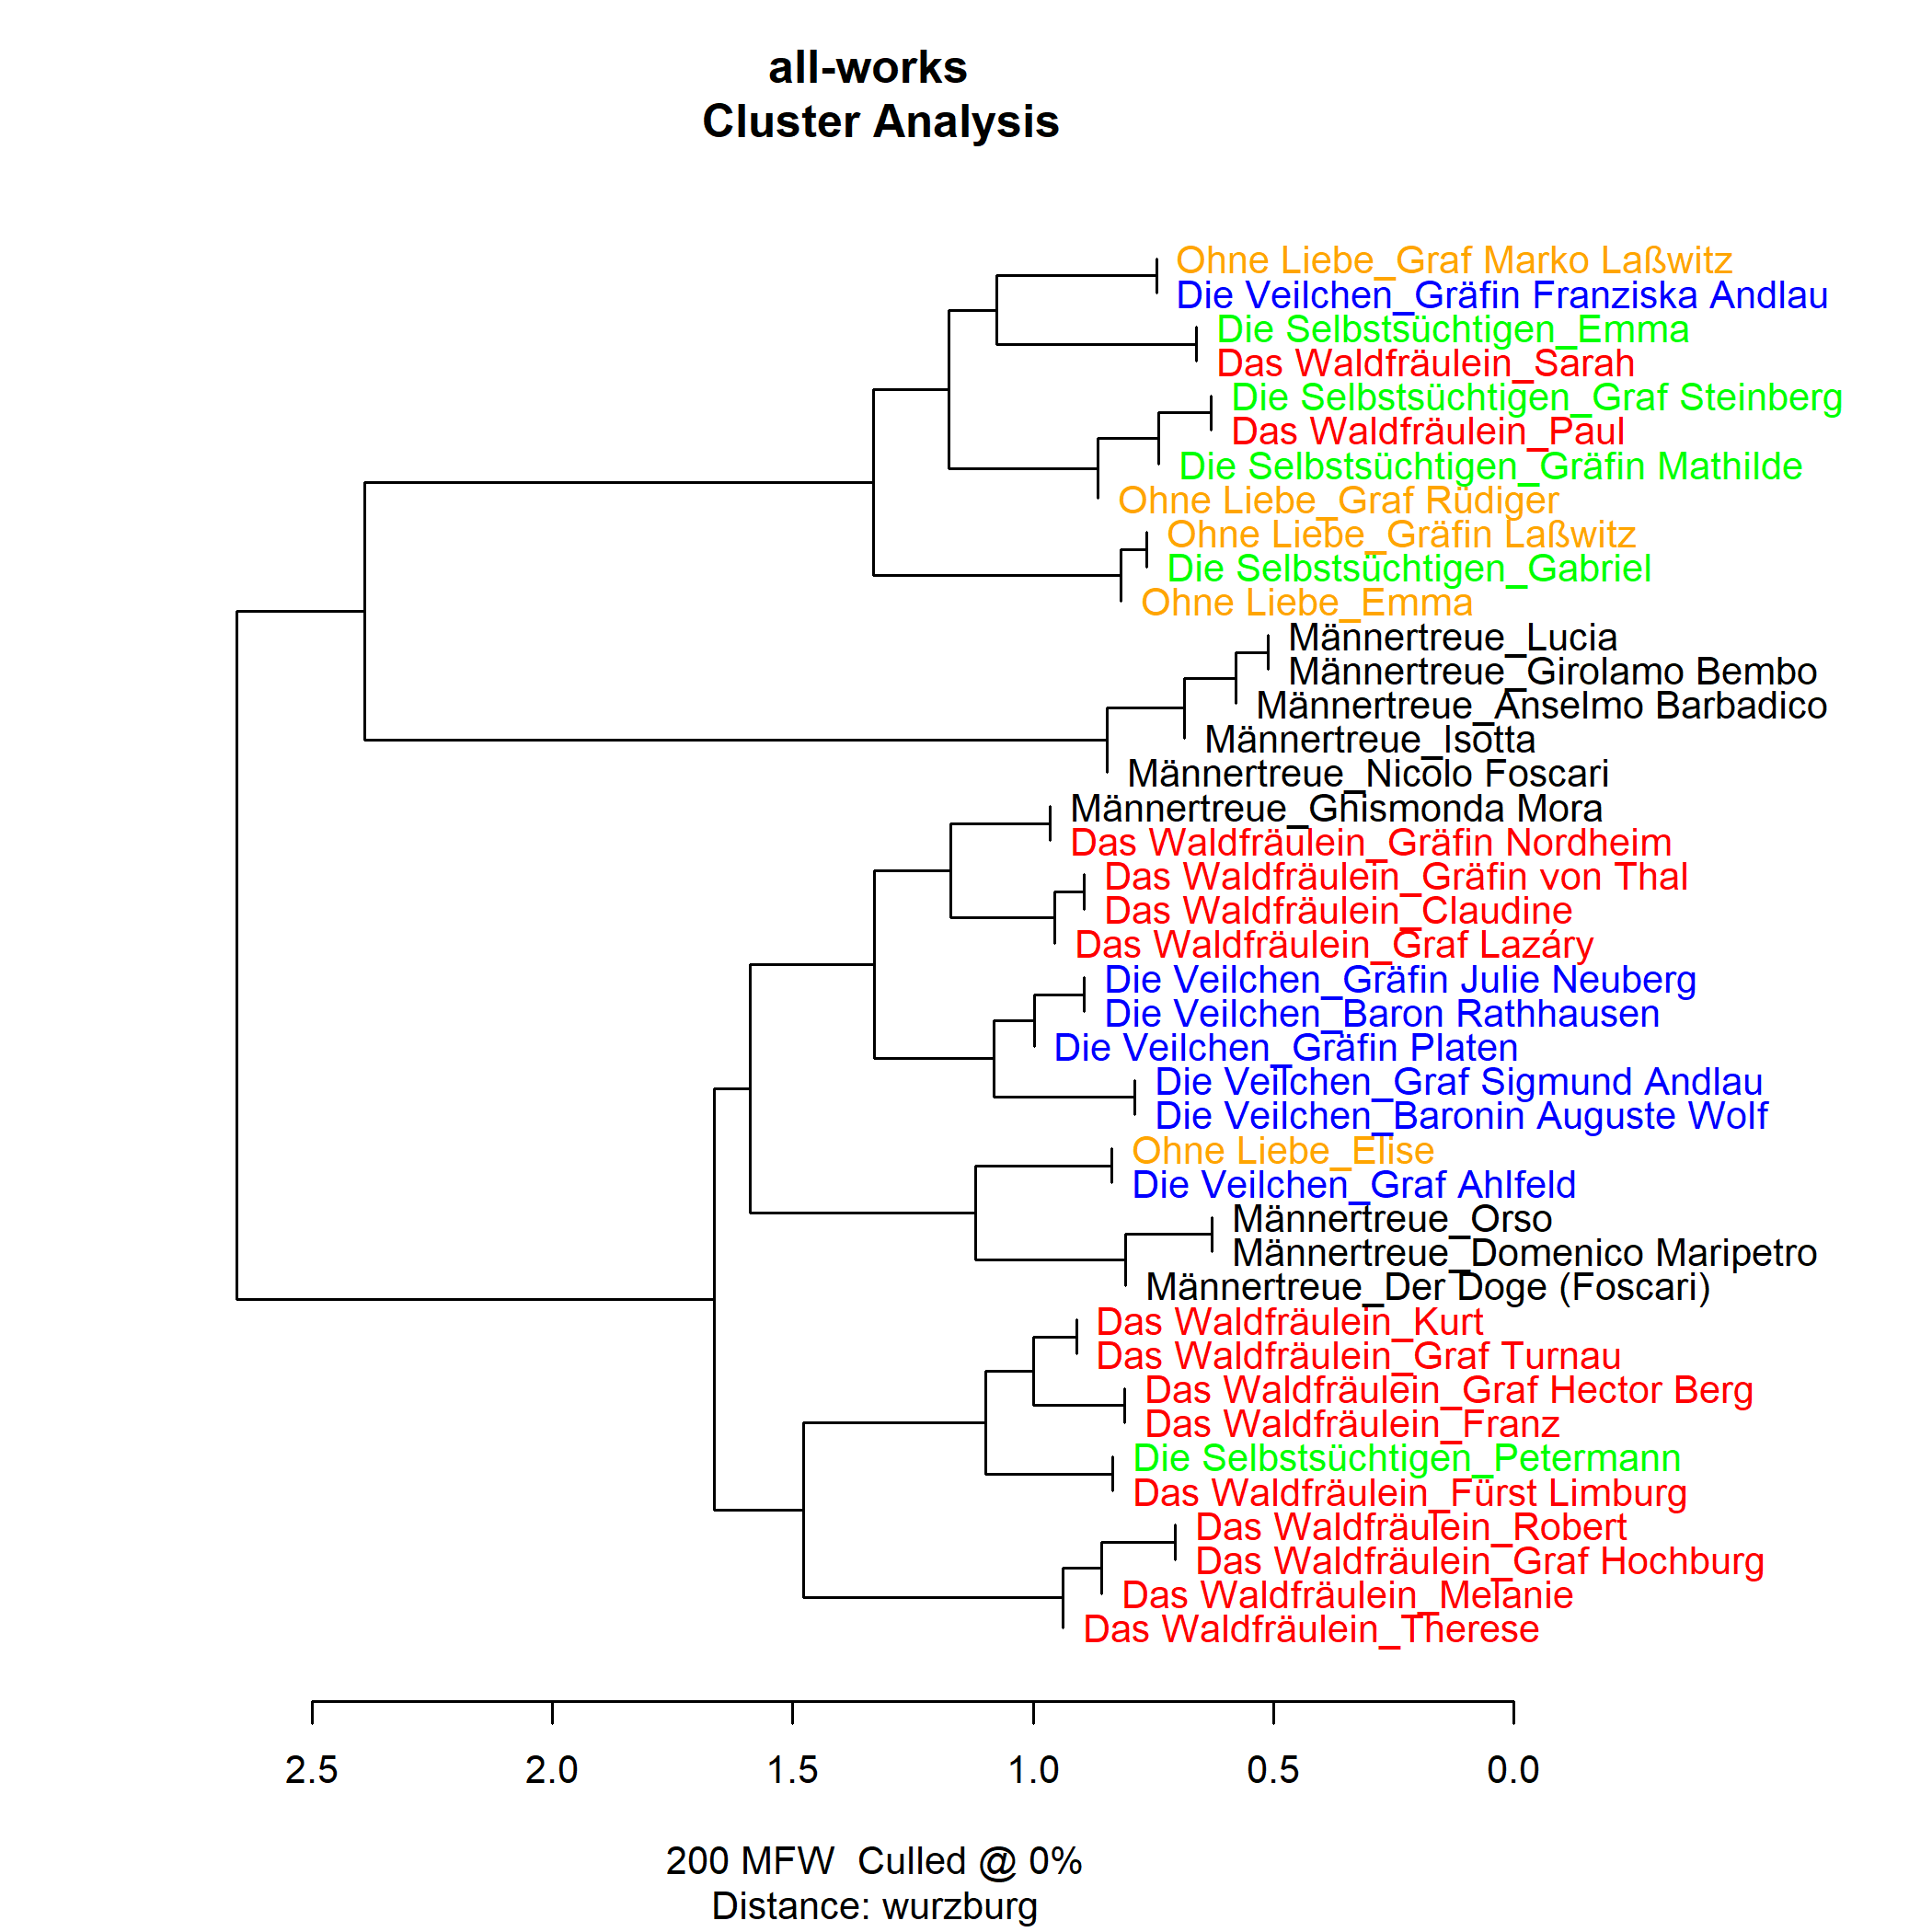 all-works
Cluster Analysis
Ohne Liebe_Graf Marko Laßwitz
Die Veilchen_Gräfin Franziska Andlau
Die Selbstsüchtigen_Emma
Das Waldfräulein_Sarah
Die Selbstsüchtigen_Graf Steinberg
Das Waldfräulein_Paul
Die Selbstsüchtigen_Gräfin Mathilde
Ohne Liebe_Graf Rüdiger
Ohne Liebe_Gräfin Laßwitz
Die Selbstsüchtigen_Gabriel
Ohne Liebe_Emma
Männertreue_Lucia
Männertreue_Girolamo Bembo
Männertreue_Anselmo Barbadico
Männertreue_Isotta
Männertreue_Nicolo Foscari
Männertreue_Ghismonda Mora
Das Waldfräulein_Gräfin Nordheim
Das Waldfräulein_Gräfin von Thal
Das Waldfräulein_Claudine
Das Waldfräulein_Graf Lazáry
Die Veilchen_Gräfin Julie Neuberg
Die Veilchen_Baron Rathhausen
Die Veilchen_Gräfin Platen
Die Veilchen_Graf Sigmund Andlau
Die Veilchen_Baronin Auguste Wolf
Ohne Liebe_Elise
Die Veilchen_Graf Ahlfeld
Männertreue_Orso
Männertreue_Domenico Maripetro
Männertreue_Der Doge (Foscari)
Das Waldfräulein_Kurt
Das Waldfräulein_Graf Turnau
Das Waldfräulein_Graf Hector Berg
Das Waldfräulein_Franz
Die Selbstsüchtigen_Petermann
Das Waldfräulein_Fürst Limburg
Das Waldfräulein_Robert
Das Waldfräulein_Graf Hochburg
Das Waldfräulein_Melanie
Das Waldfräulein_Therese
2.5 2.0 1.5 1.0 0.5 0.0
200 MFW  Culled @ 0%
Distance: wurzburg